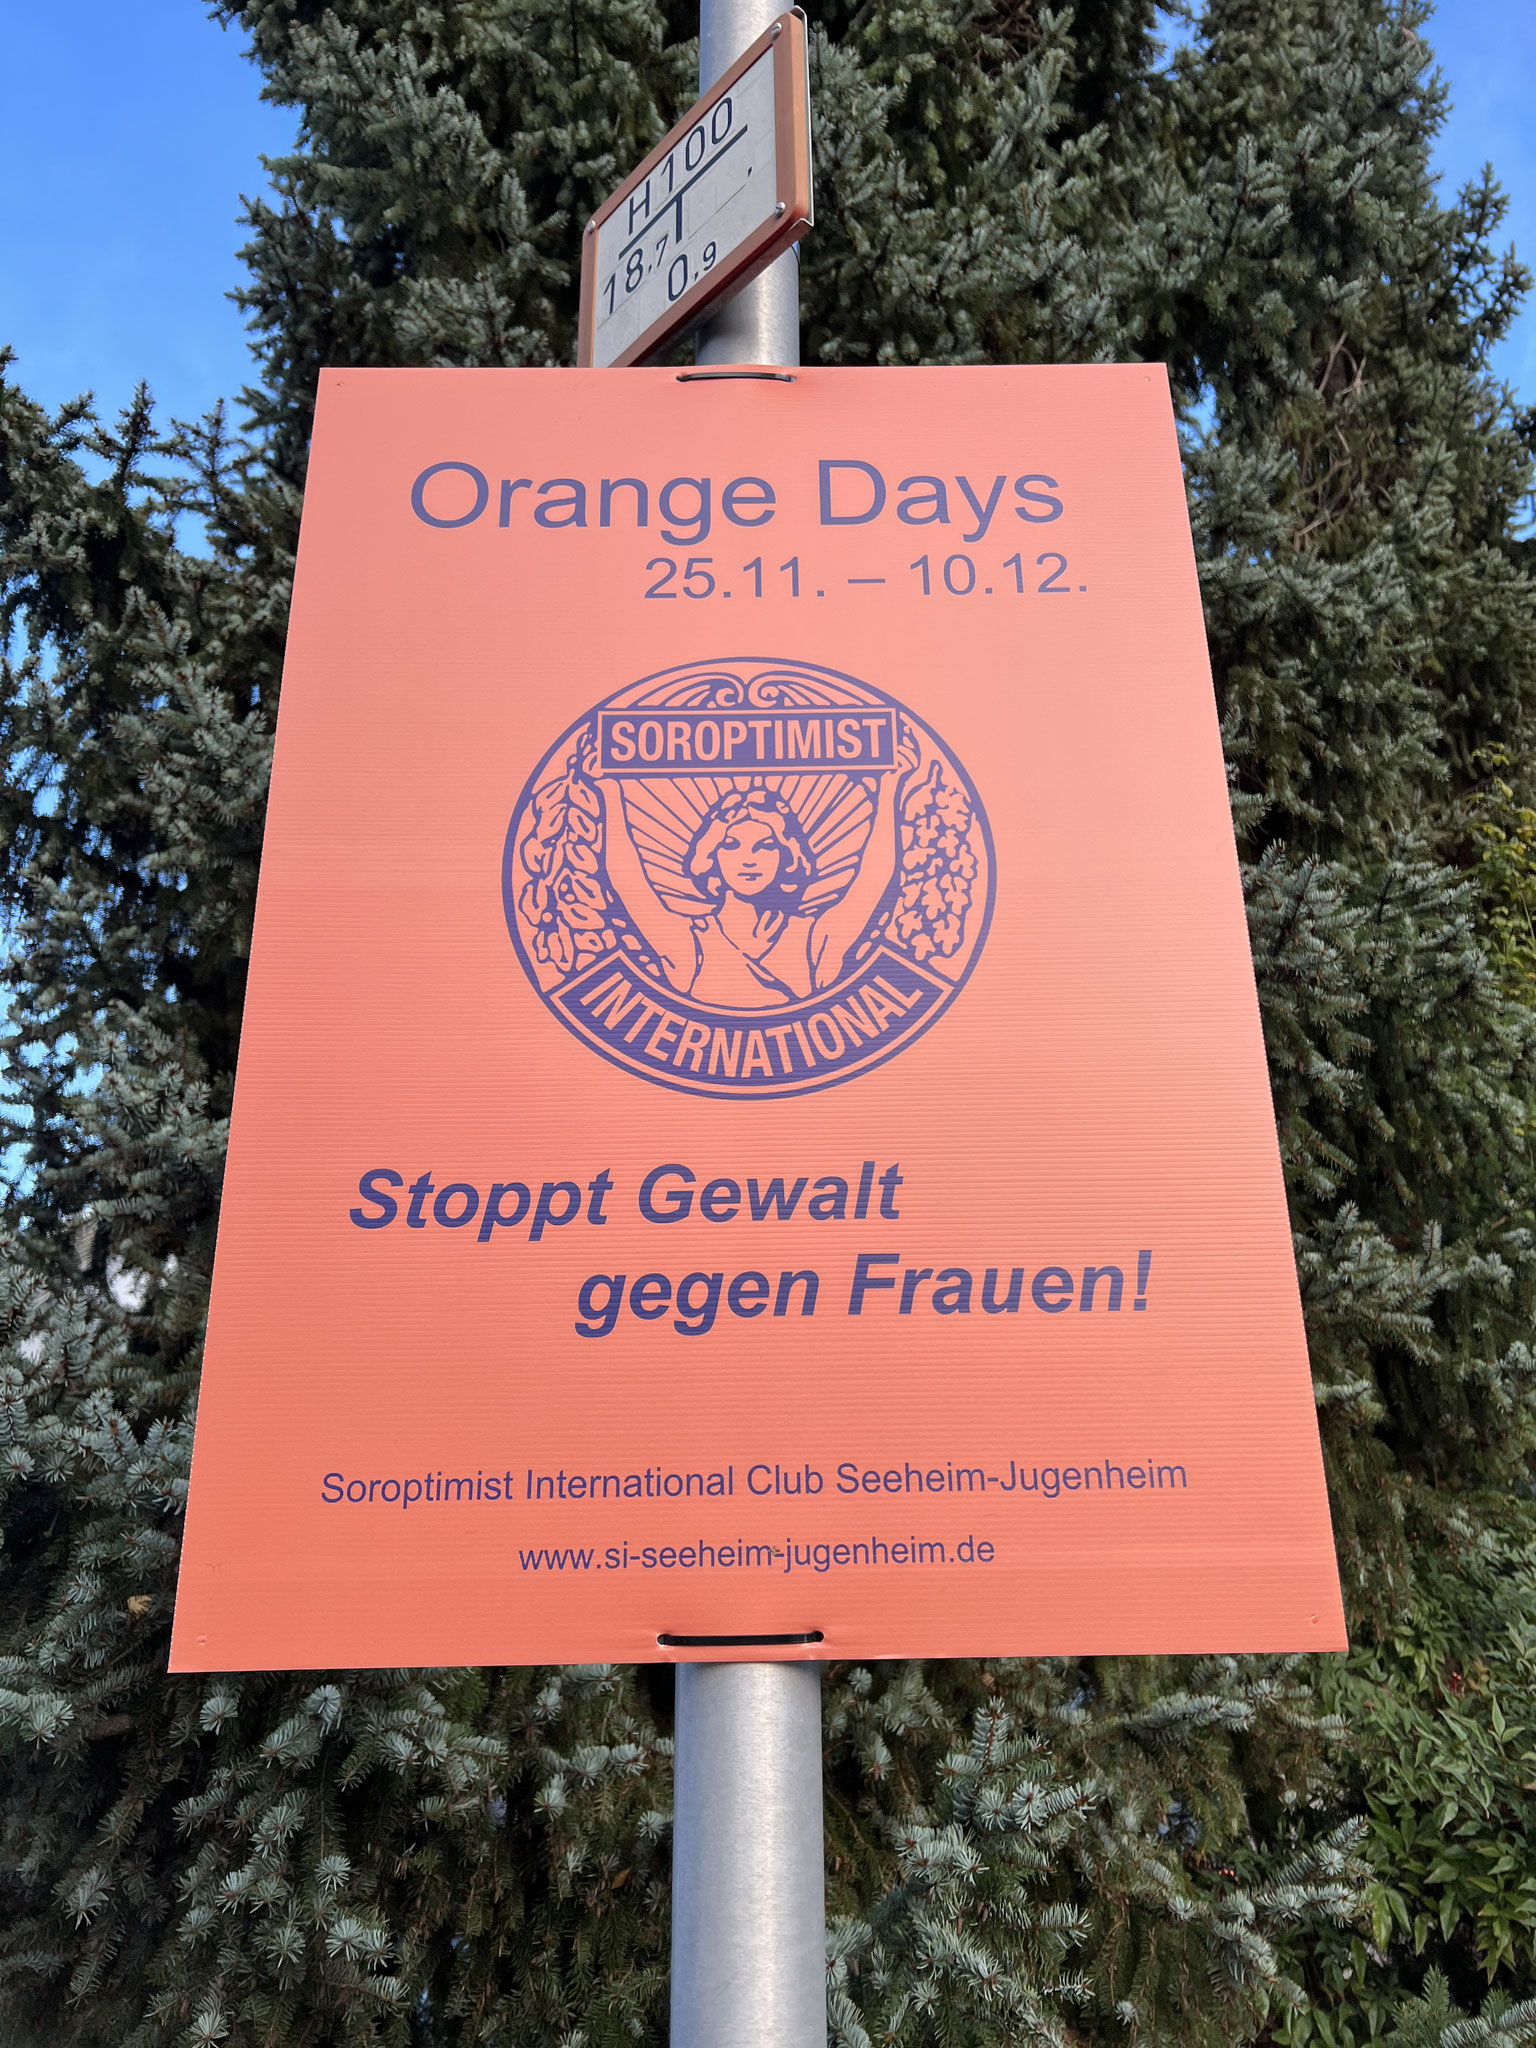 H100
18.7
0.9
Orange Days
25.11. – 10.12.
SOROPTIMIST
INTERNATIONAL
Stoppt Gewalt
gegen Frauen!
Soroptimist International Club Seeheim-Jugenheim
www.si-seeheim-jugenheim.de